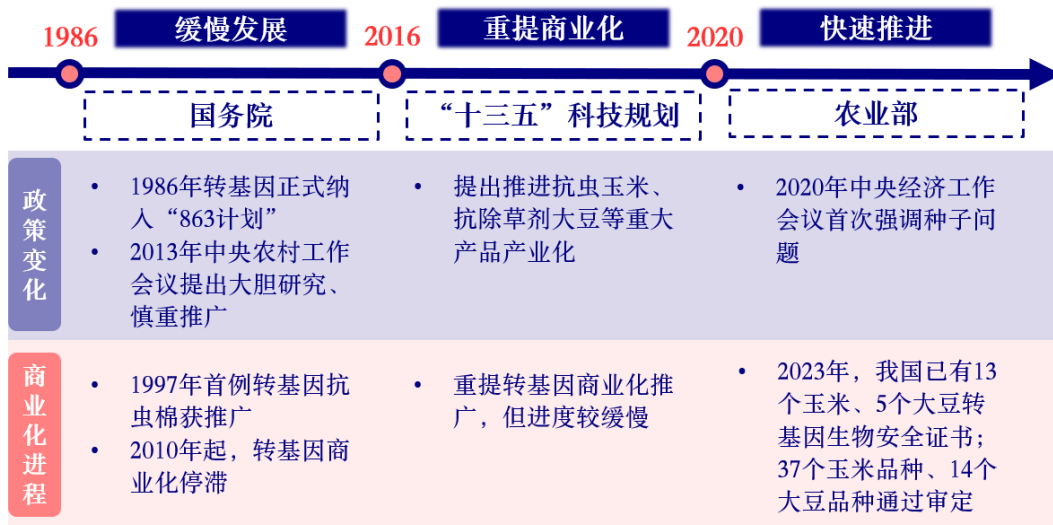 缓慢发展
重提商业化
快速推进
1986
2016
2020
国务院
“十三五”科技规划
农业部
政策变化
• 1986年转基因正式纳
入“863计划”
• 2013年中央农村工作
会议提出大胆研究、
慎重推广
• 提出推进抗虫玉米、
抗除草剂大豆等重大
产品产业化
• 2020年中央经济工作
会议首次强调种子问
题
商业化进程
• 1997年首例转基因抗
虫棉获推广
• 2010年起，转基因商
业化停滞
• 重提转基因商业化推
广，但进度较缓慢
• 2023年，我国已有13
个玉米、5个大豆转
基因生物安全证书；
37个玉米品种、14个
大豆品种通过审定